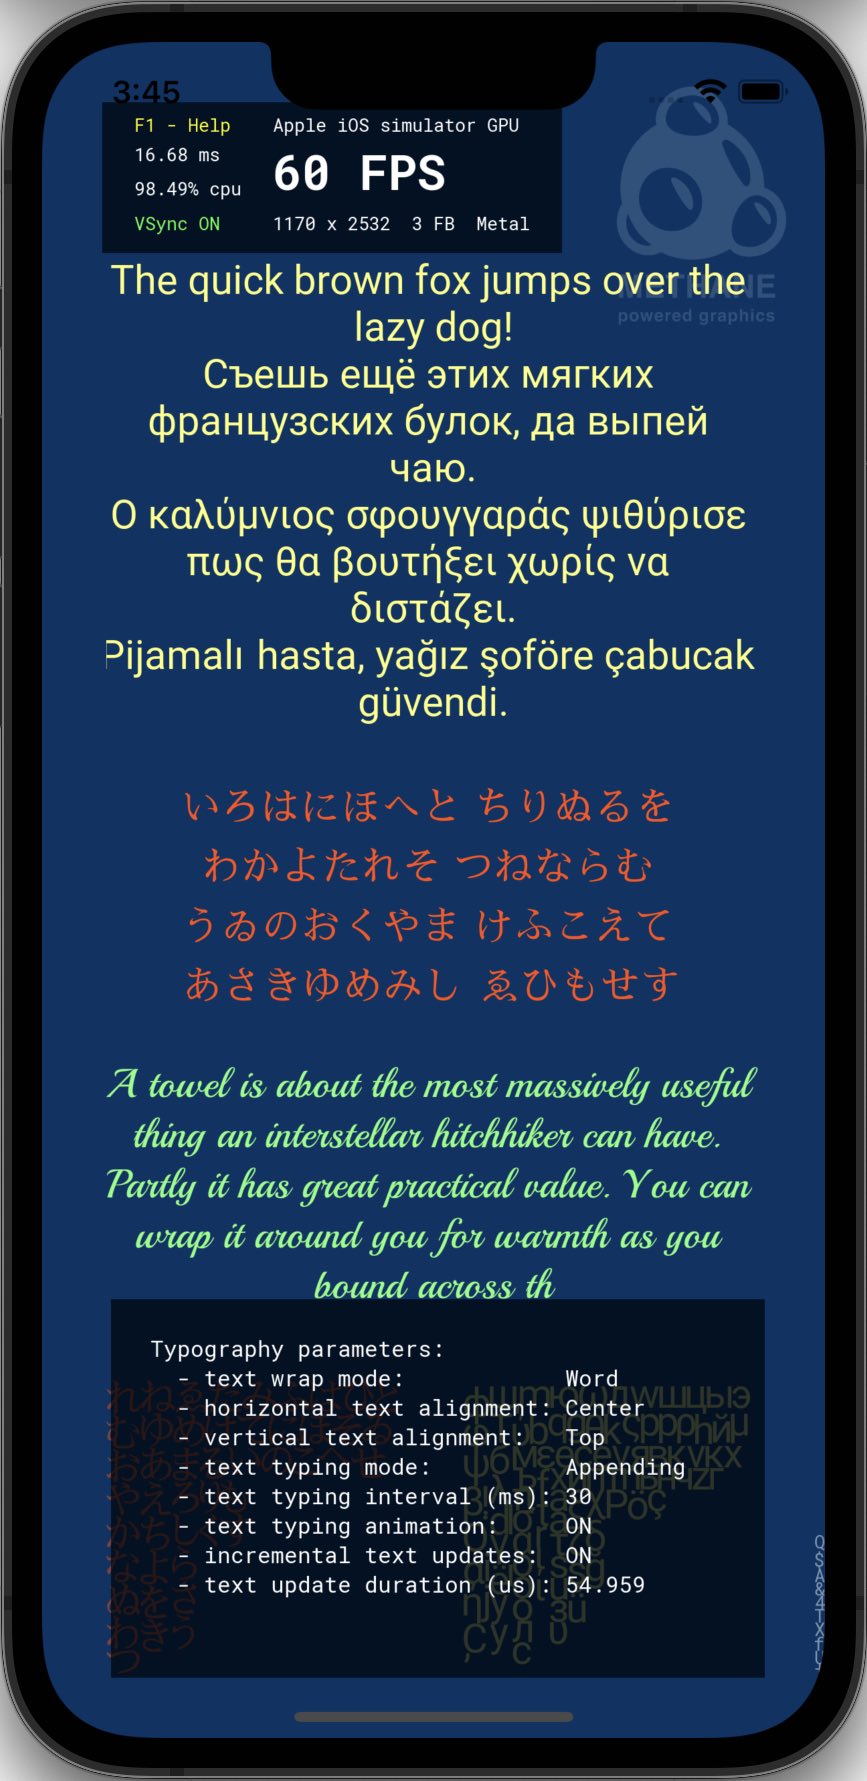 3:45
F1 - Help
Apple iOS simulator GPU
16.68 ms
60 FPS
98.49% cpu
VSync ON
1170 x 2532 3 FB Metal
METHANE
powered graphics
The quick brown fox jumps over the
lazy dog!
Съешь ещё этих мягких
французских булок, да выпей
чаю.
Ο καλύμνιος σφουγγαράς ψιθύρισε
πως θα βουτήξει χωρίς να
διστάζει.
Pijamalı hasta, yağız şoföre çabucak
güvendi.
いろはにほへと ちりぬるを
わかよたれそ つねならむ
うゐのおくやま けふこえて
あさきゆめみし ゑひもせす
A towel is about the most massively useful
thing an interstellar hitchhiker can have.
Partly it has great practical value. You can
wrap it around you for warmth as you
bound across th
Typography parameters:
- text wrap mode: Word
- horizontal text alignment: Center
- vertical text alignment: Top
- text typing mode: Appending
- text typing interval (ms): 30
- text typing animation: ON
- incremental text updates: ON
- text update duration (us): 54.959